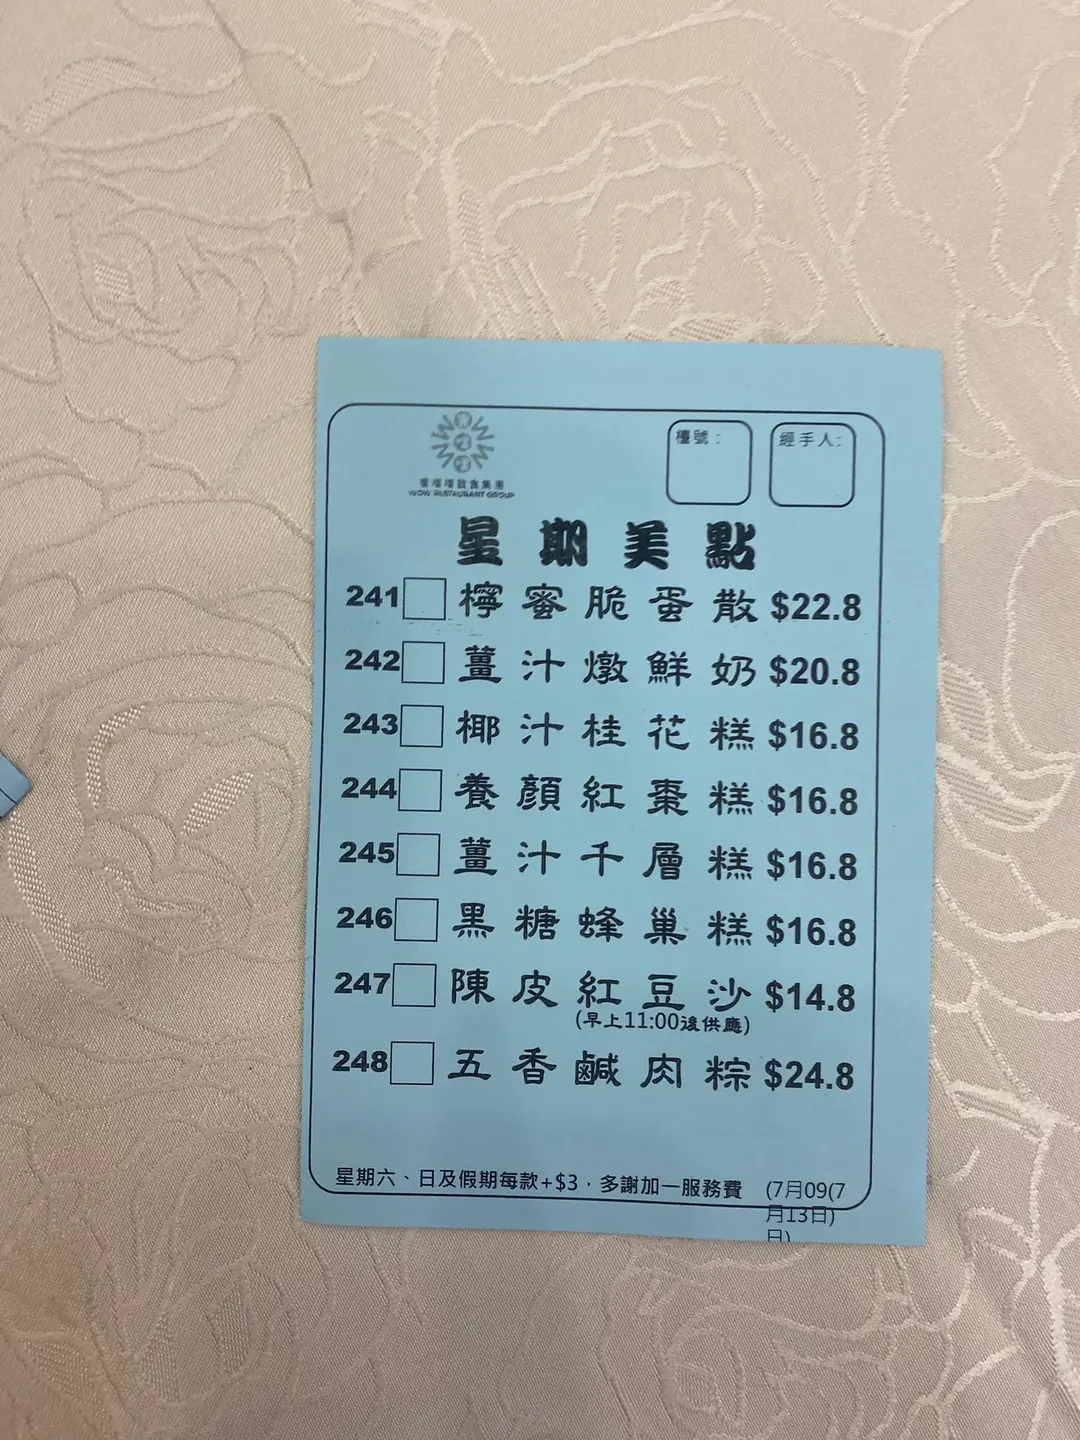 檯號：
經手人：
WOW RESTAURANT GROUP
星期美點
241 檸蜜脆蛋散 $22.8
242 薑汁燉鮮奶 $20.8
243 椰汁桂花糕 $16.8
244 養顏紅棗糕 $16.8
245 薑汁千層糕 $16.8
246 黑糖蜂巢糕 $16.8
247 陳皮紅豆沙 $14.8
(早上11:00後供應)
248 五香鹹肉粽 $24.8
星期六、日及假期每款+$3，多謝加一服務費
(7月09(7
月13日)
日)